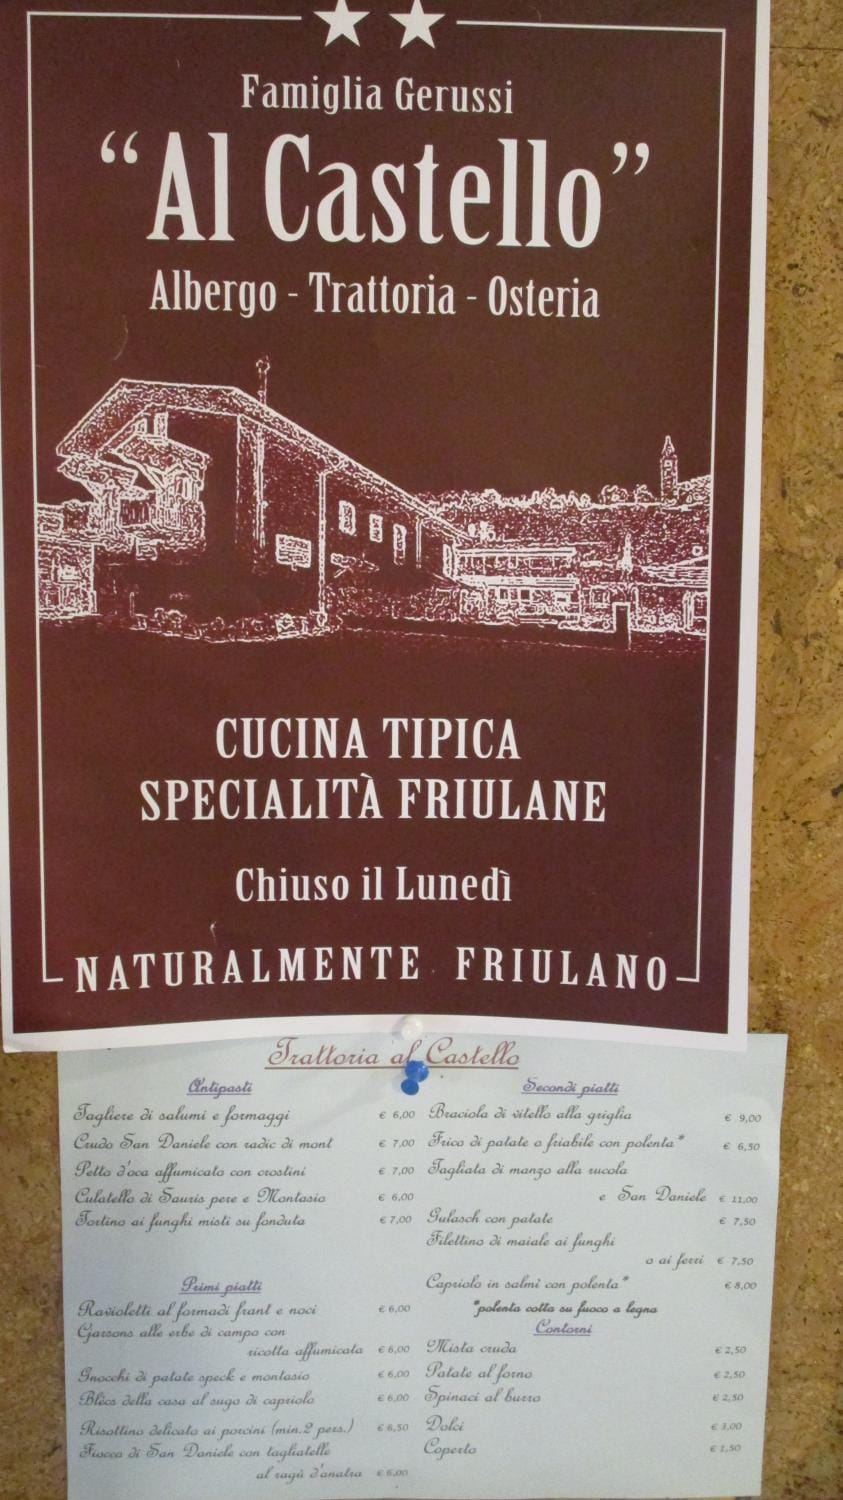 Famiglia Gerussi
“Al Castello”
Albergo - Trattoria - Osteria
CUCINA TIPICA
SPECIALITÀ FRIULANE
Chiuso il Lunedì
NATURALMENTE FRIULANO
Trattoria al Castello
Antipasti
Tagliere di salumi e formaggi € 6,00
Crudo San Daniele con radic di mont € 7,00
Petto d'oca affumicato con crostini € 7,00
Culatello di Sauris pere e Montasio € 6,00
Tortino ai funghi misti su fonduta € 7,00
Primi piatti
Ravioletti al formadi frant e noci € 6,00
Cjarsons alle erbe di campo con
ricotta affumicata € 6,00
Gnocchi di patate speck e montasio € 6,00
Blècs della casa al sugo di capriolo € 6,00
Risottino delicato ai porcini (min.2 pers.) € 6,50
Fiocco di San Daniele con tagliatelle
al ragù d'anatra € 6,00
Secondi piatti
Braciola di vitello alla griglia € 9,00
Frico di patate o friabile con polenta* € 6,50
Tagliata di manzo alla rucola
e San Daniele € 11,00
Gulasch con patate € 7,50
Filettino di maiale ai funghi
o ai ferri € 7,50
Capriolo in salmì con polenta* € 8,00
*polenta cotta su fuoco a legna
Contorni
Mista cruda € 2,50
Patate al forno € 2,50
Spinaci al burro € 2,50
Dolci € 3,00
Coperto € 1,50